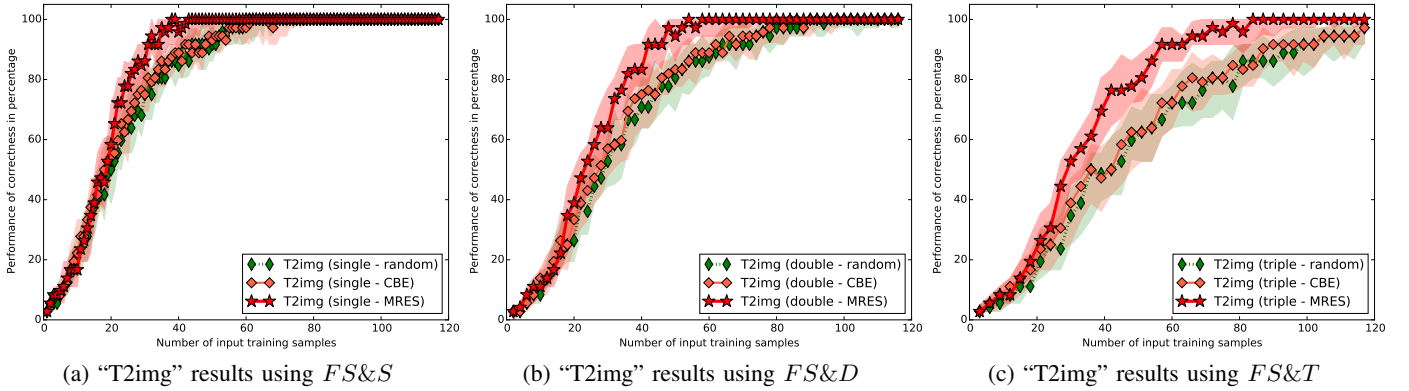 Performance of correctness in percentage
100
80
60
40
20
0
0 20 40 60 80 100 120
Number of input training samples
T2img (single - random)
T2img (single - CBE)
T2img (single - MRES)
(a) “T2img” results using FS&S
Performance of correctness in percentage
100
80
60
40
20
0
0 20 40 60 80 100 120
Number of input training samples
T2img (double - random)
T2img (double - CBE)
T2img (double - MRES)
(b) “T2img” results using FS&D
Performance of correctness in percentage
100
80
60
40
20
0
0 20 40 60 80 100 120
Number of input training samples
T2img (triple - random)
T2img (triple - CBE)
T2img (triple - MRES)
(c) “T2img” results using FS&T